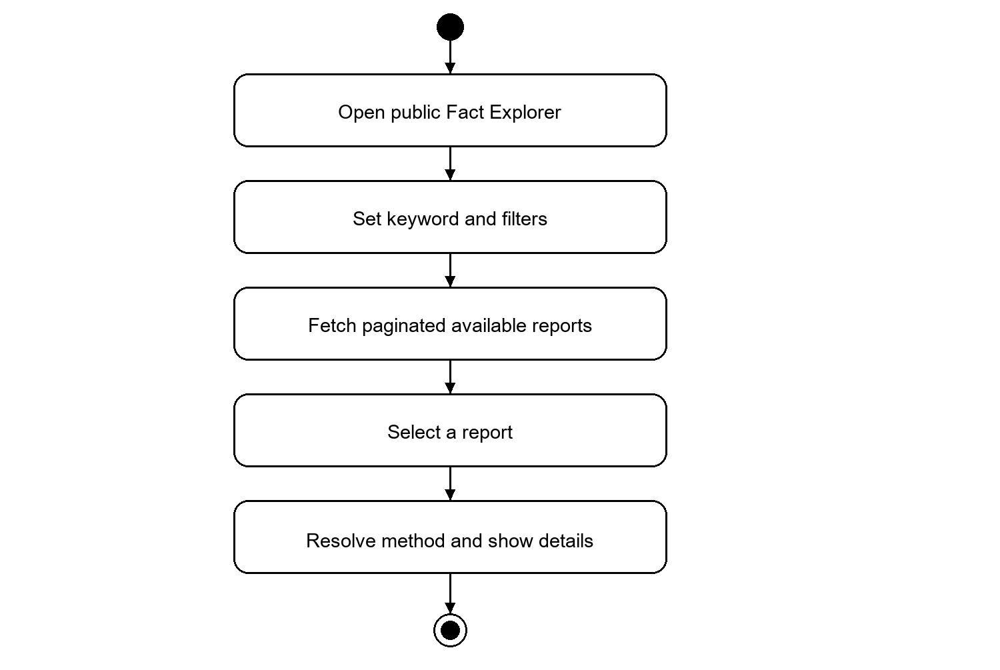 Open public Fact Explorer
Set keyword and filters
Fetch paginated available reports
Select a report
Resolve method and show details